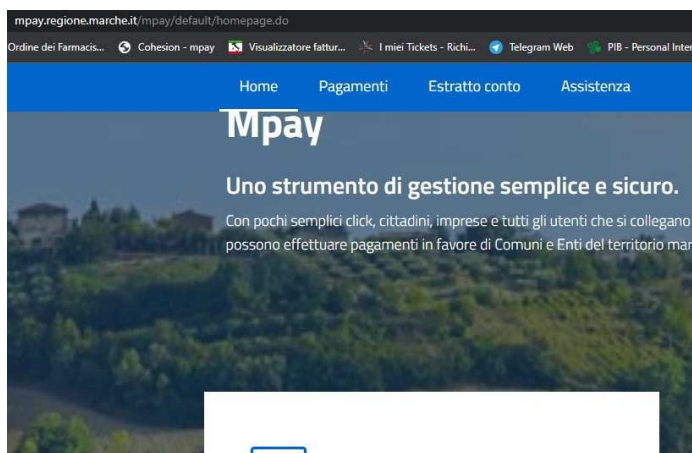 mpay.regione.marche.it/mpay/default/homepage.do
Ordine dei Farmacis... Cohesion - mpay Visualizzatore fattur... I miei Tickets - Richi... Telegram Web PIB - Personal Inter
Home Pagamenti Estratto conto Assistenza
Mpay
Uno strumento di gestione semplice e sicuro.
Con pochi semplici click, cittadini, imprese e tutti gli utenti che si collegano
possono effettuare pagamenti in favore di Comuni e Enti del territorio mar